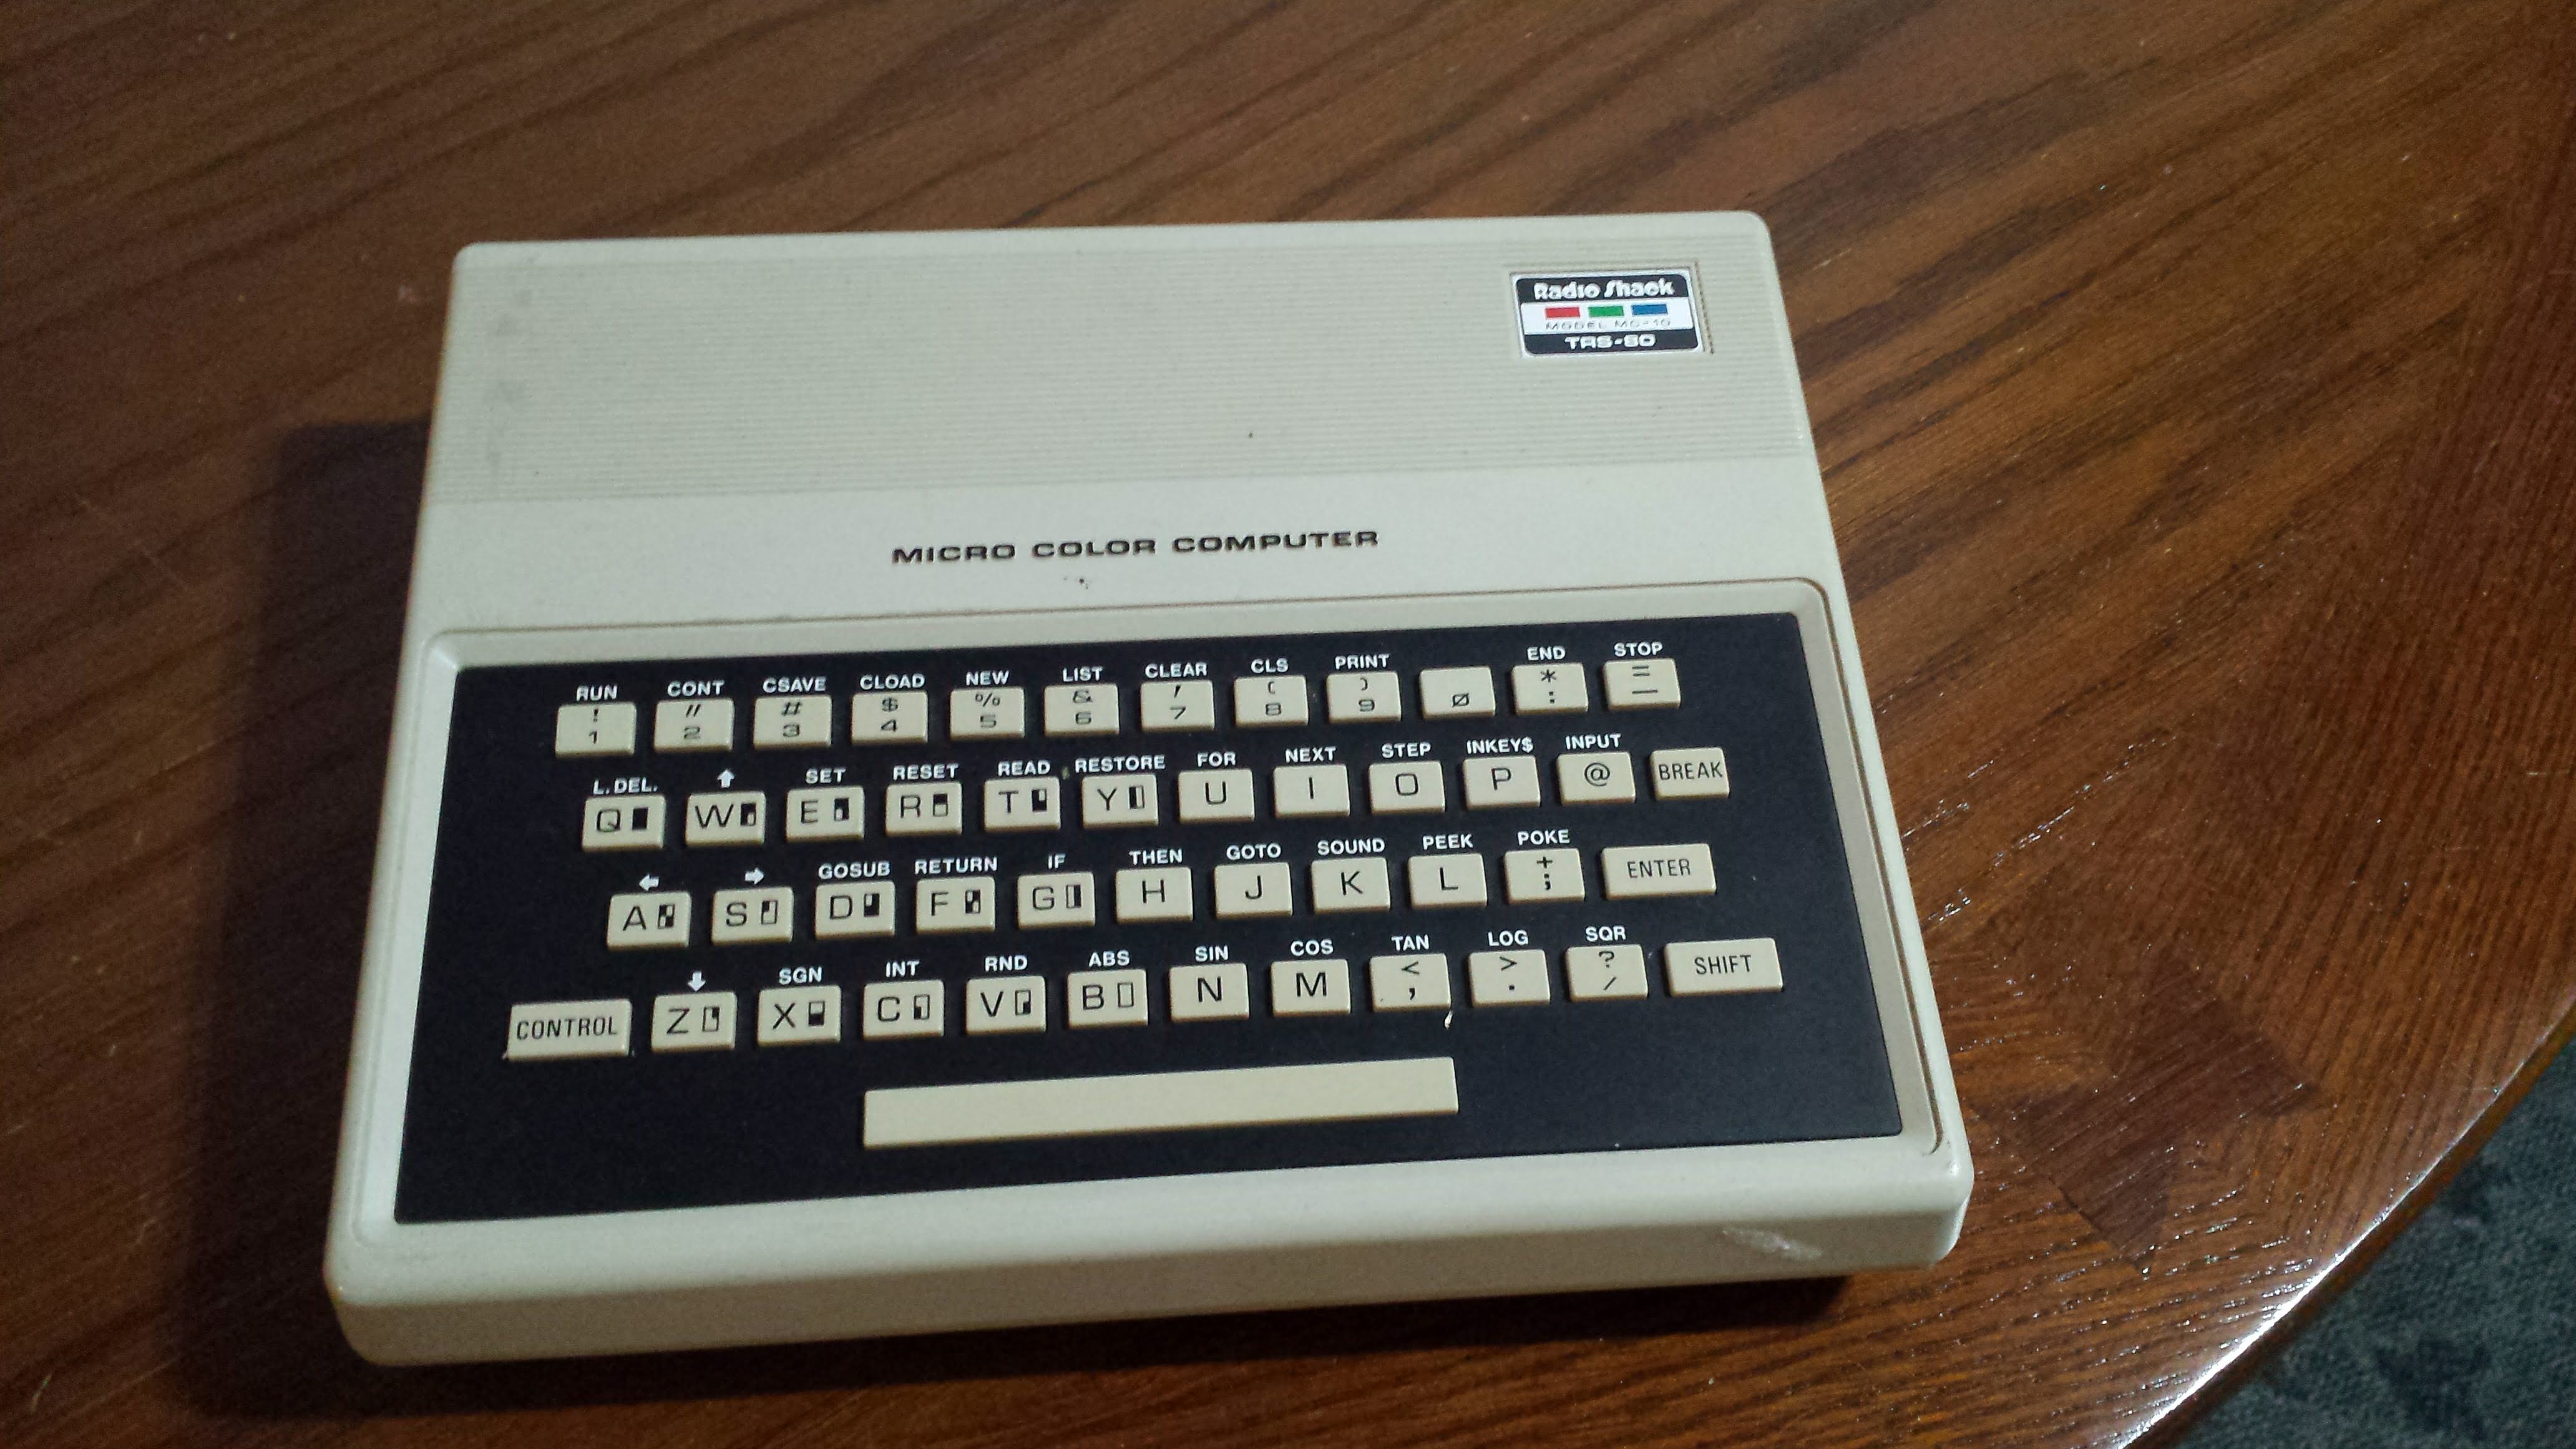 Radio Shack
MODEL MC-10
TRS-80
MICRO COLOR COMPUTER
RUN CONT CSAVE CLOAD NEW LIST CLEAR CLS PRINT END STOP
! " # $ % & ' ( ) * =
1 2 3 4 5 6 7 8 9 Ø : —
L.DEL. ⬆ SET RESET READ RESTORE FOR NEXT STEP INKEY$ INPUT
Q W E R T Y U I O P @ BREAK
⬅ ➡ GOSUB RETURN IF THEN GOTO SOUND PEEK POKE
+
A S D F G H J K L ; ENTER
⬇ SGN INT RND ABS SIN COS TAN LOG SQR
< > ?
CONTROL Z X C V B N M , . / SHIFT